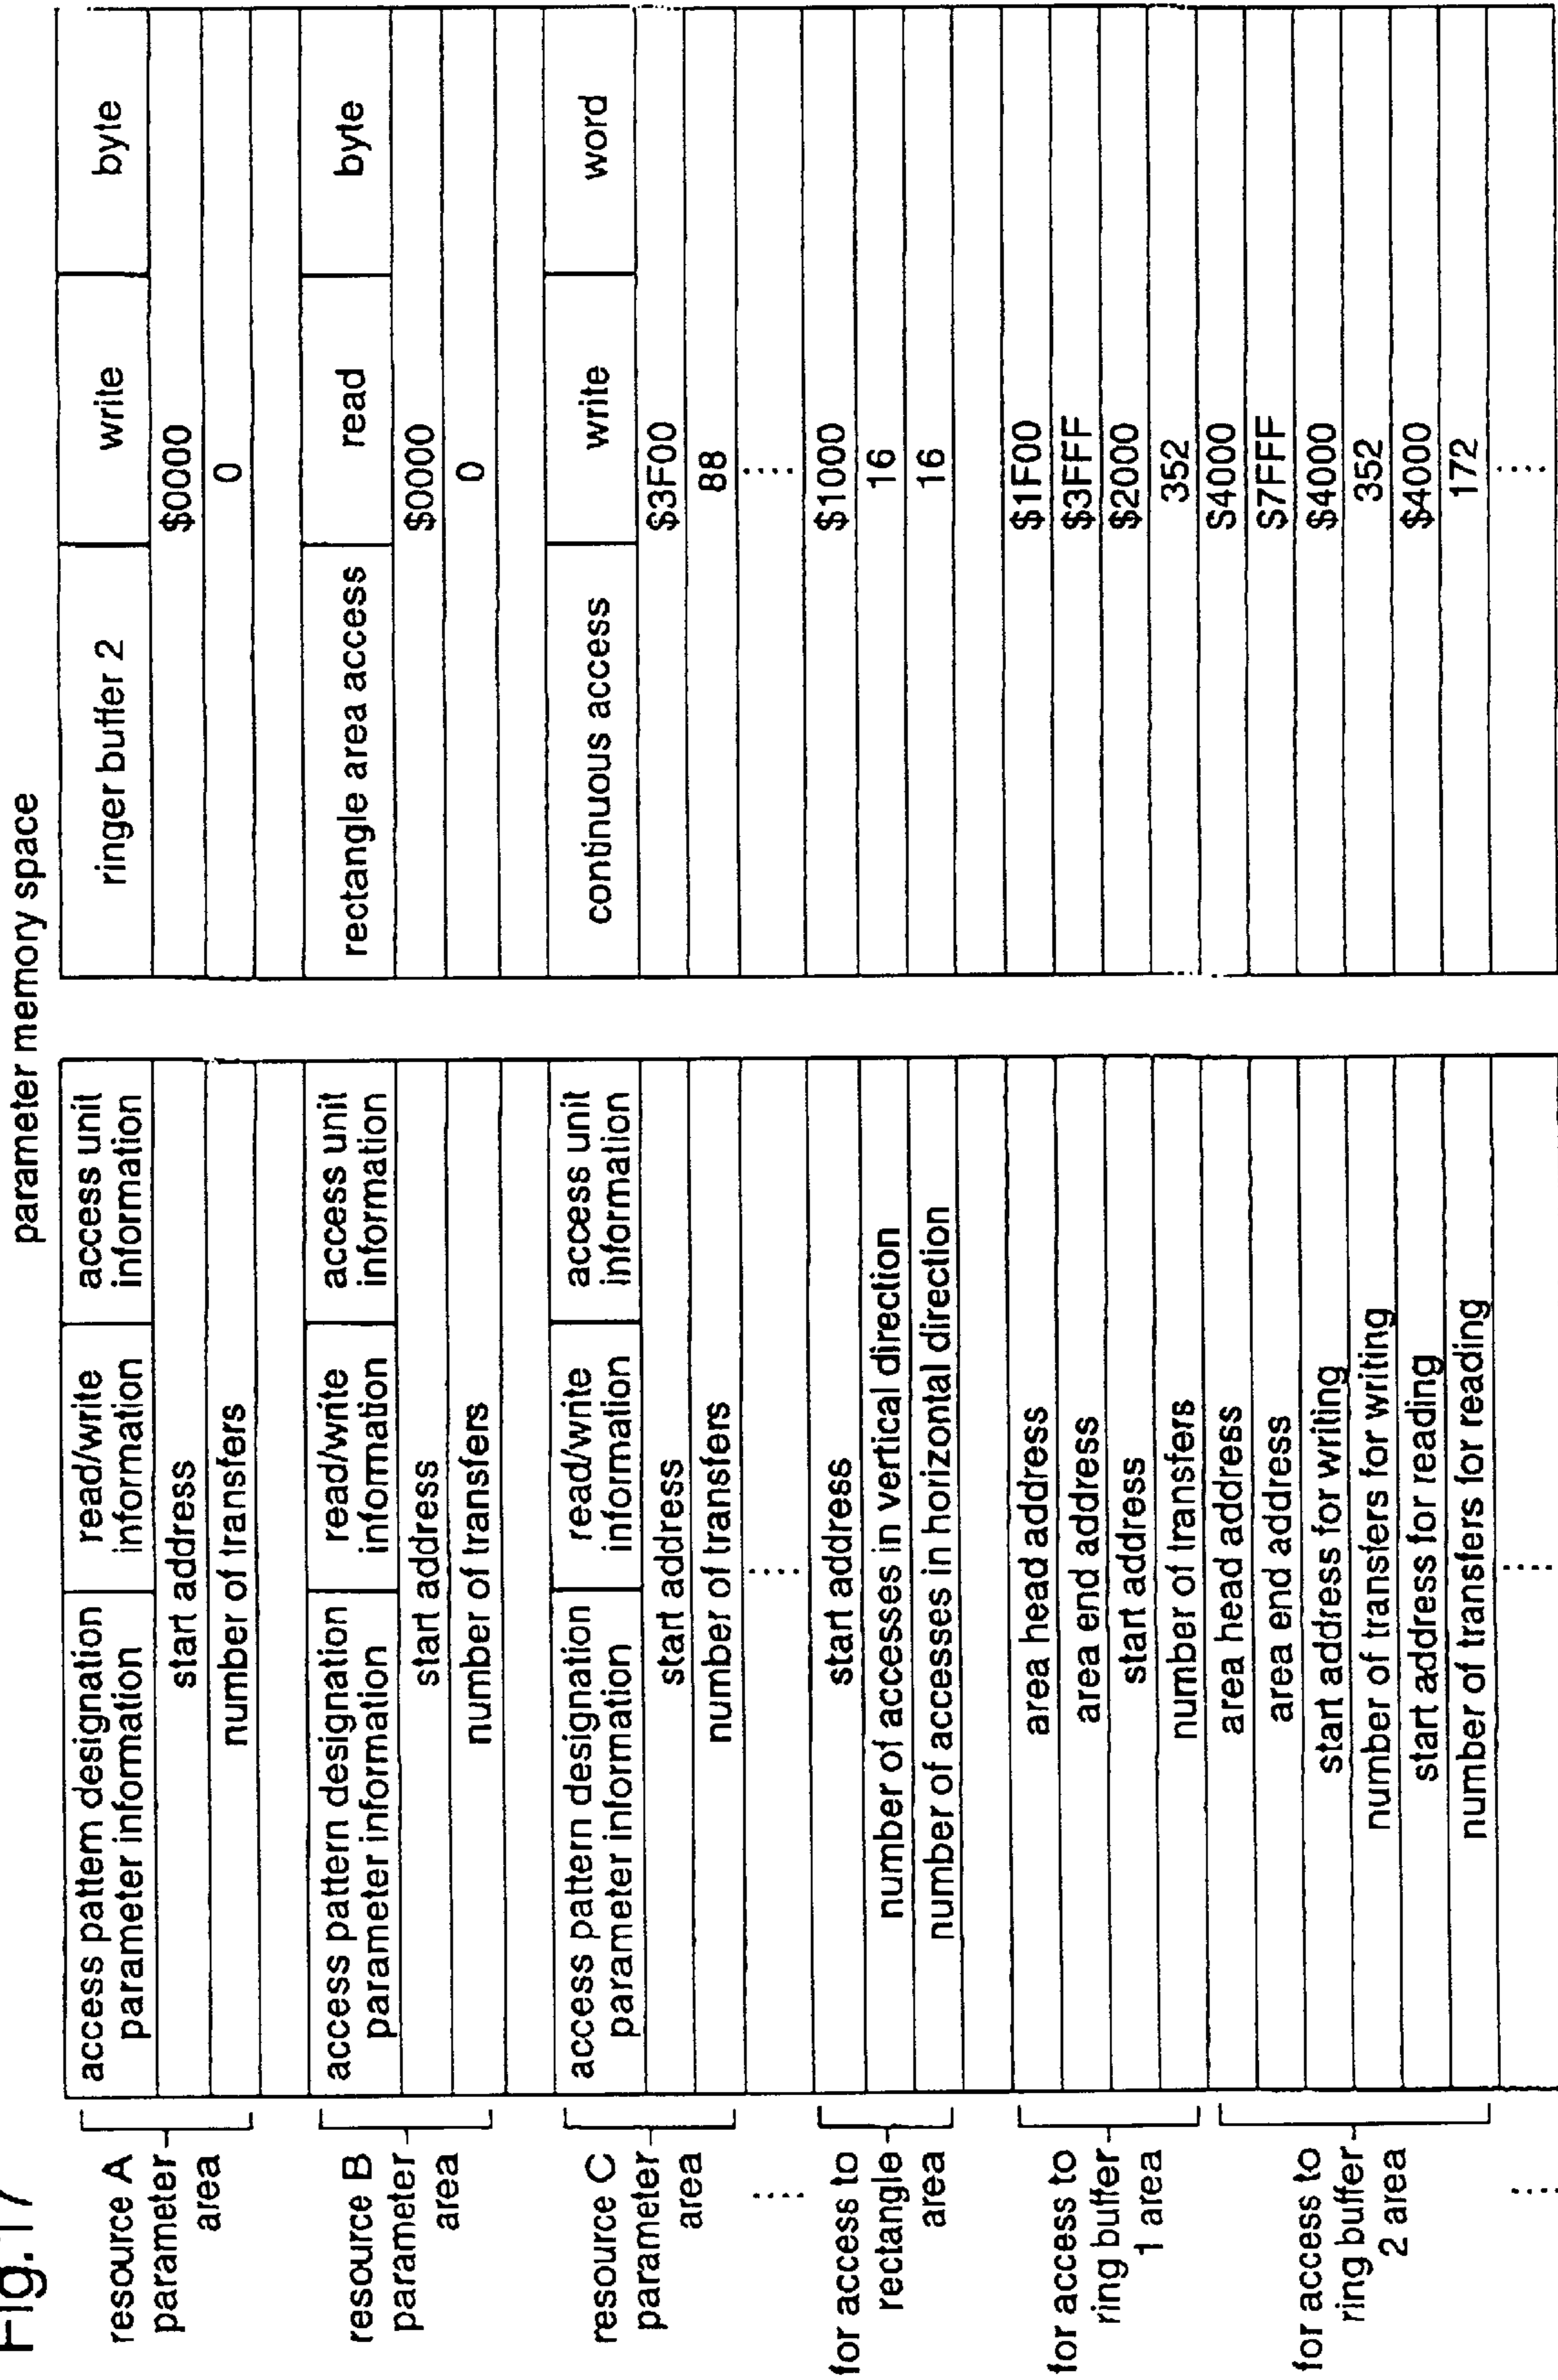 Fig.17
parameter memory space
resource A
parameter
area
access pattern designation
parameter information
read/write
information
access unit
information
ringer buffer 2
write
byte
start address
$0000
number of transfers
0
resource B
parameter
area
access pattern designation
parameter information
read/write
information
access unit
information
rectangle area access
read
byte
start address
$0000
number of transfers
0
resource C
parameter
area
access pattern designation
parameter information
read/write
information
access unit
information
continuous access
write
word
start address
$3F00
number of transfers
88
for access to
rectangle
area
start address
$1000
number of accesses in vertical direction
16
number of accesses in horizontal direction
16
for access to
ring buffer
1 area
area head address
$1F00
area end address
$3FFF
start address
$2000
number of transfers
352
for access to
ring buffer
2 area
area head address
S4000
area end address
S7FFF
start address for writing
$4000
number of transfers for writing
352
start address for reading
$4000
number of transfers for reading
172